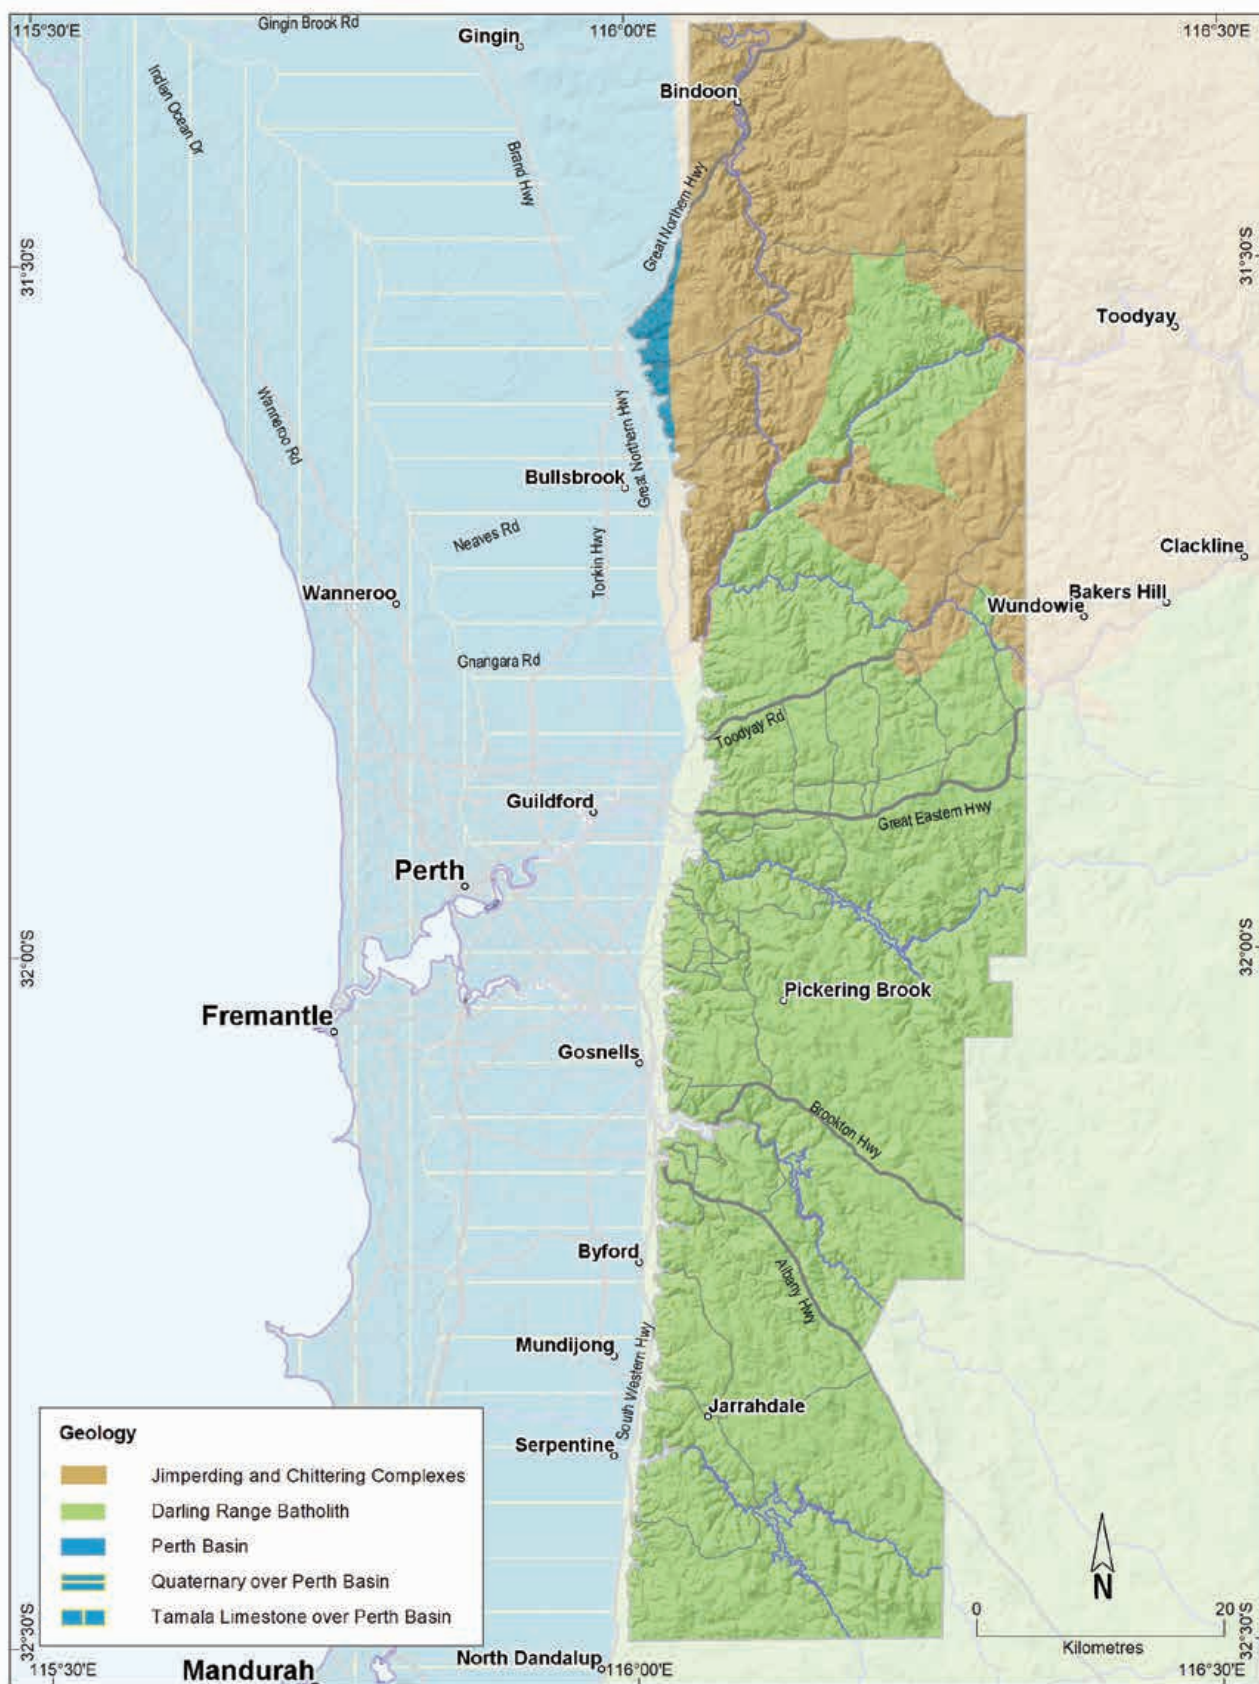 115°30'E
Gingin Brook Rd
Gingin
116°00'E
116°30'E
Indian Ocean Dr
Bindoon
Brand Hwy
Great Northern Hwy
31°30'S
31°30'S
Toodyay
Wanneroo Rd
Great Northern Hwy
Bullsbrook
Neaves Rd
Tonkin Hwy
Clackline
Wanneroo
Bakers Hill
Wundowie
Gnangara Rd
Toodyay Rd
Guildford
Great Eastern Hwy
Perth
32°00'S
32°00'S
Pickering Brook
Fremantle
Gosnells
Brookton Hwy
Byford
Albany Hwy
Mundijong
South Western Hwy
Jarrahdale
Serpentine
Geology
Jimperding and Chittering Complexes
Darling Range Batholith
Perth Basin
Quaternary over Perth Basin
Tamala Limestone over Perth Basin
N
0 20
Kilometres
32°30'S
32°30'S
North Dandalup
Mandurah
115°30'E
116°00'E
116°30'E